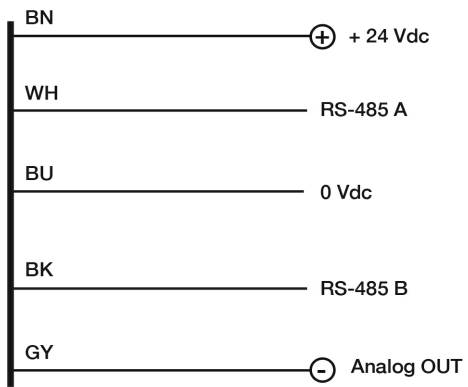 BN
+ + 24 Vdc
WH
RS-485 A
BU
0 Vdc
BK
RS-485 B
GY
- Analog OUT